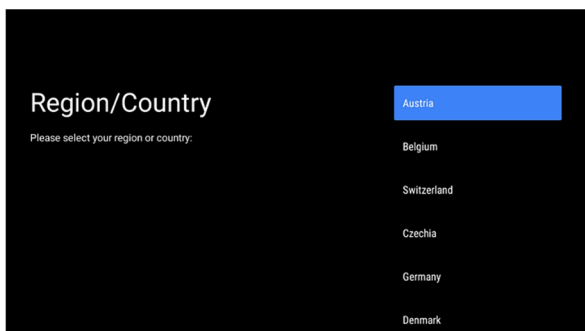 Region/Country
Please select your region or country:
Austria
Belgium
Switzerland
Czechia
Germany
Denmark